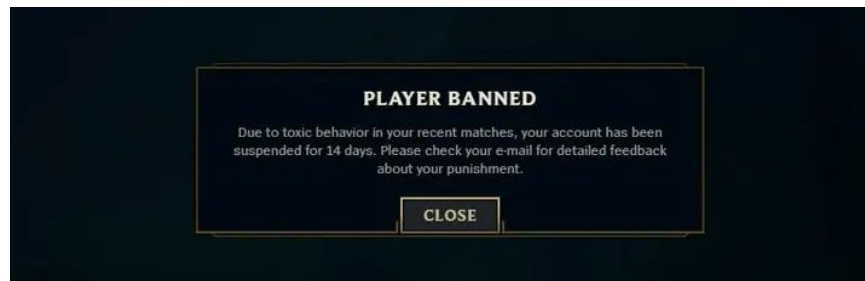 PLAYER BANNED
Due to toxic behavior in your recent matches, your account has been
suspended for 14 days. Please check your e-mail for detailed feedback
about your punishment.
CLOSE